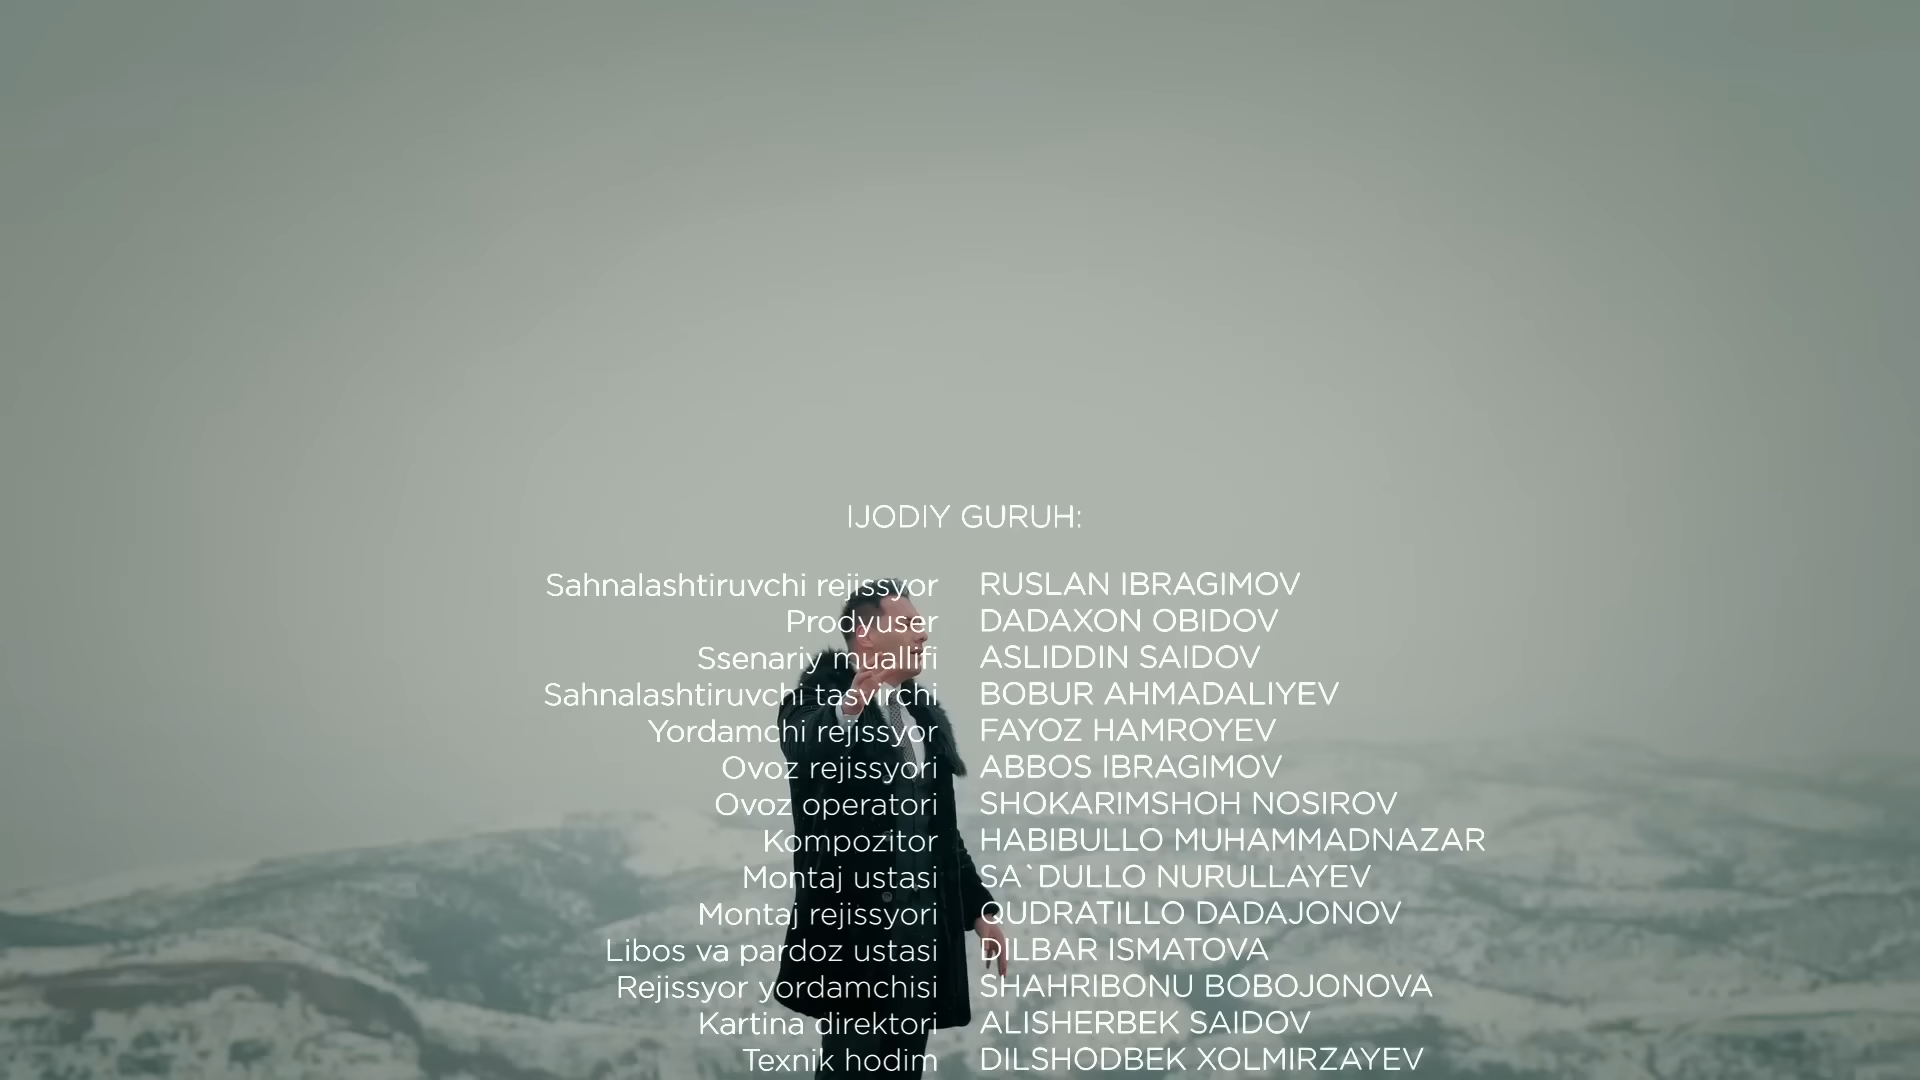 IJODIY GURUH:
Sahnalashtiruvchi rejissyor RUSLAN IBRAGIMOV
Prodyuser DADAXON OBIDOV
Ssenariy muallifi ASLIDDIN SAIDOV
Sahnalashtiruvchi tasvirchi BOBUR AHMADALIYEV
Yordamchi rejissyor FAYOZ HAMROYEV
Ovoz rejissyori ABBOS IBRAGIMOV
Ovoz operatori SHOKARIMSHOH NOSIROV
Kompozitor HABIBULLO MUHAMMADNAZAR
Montaj ustasi SA`DULLO NURULLAYEV
Montaj rejissyori QUDRATILLO DADAJONOV
Libos va pardoz ustasi DILBAR ISMATOVA
Rejissyor yordamchisi SHAHRIBONU BOBOJONOVA
Kartina direktori ALISHERBEK SAIDOV
Texnik hodim DILSHODBEK XOLMIRZAYEV